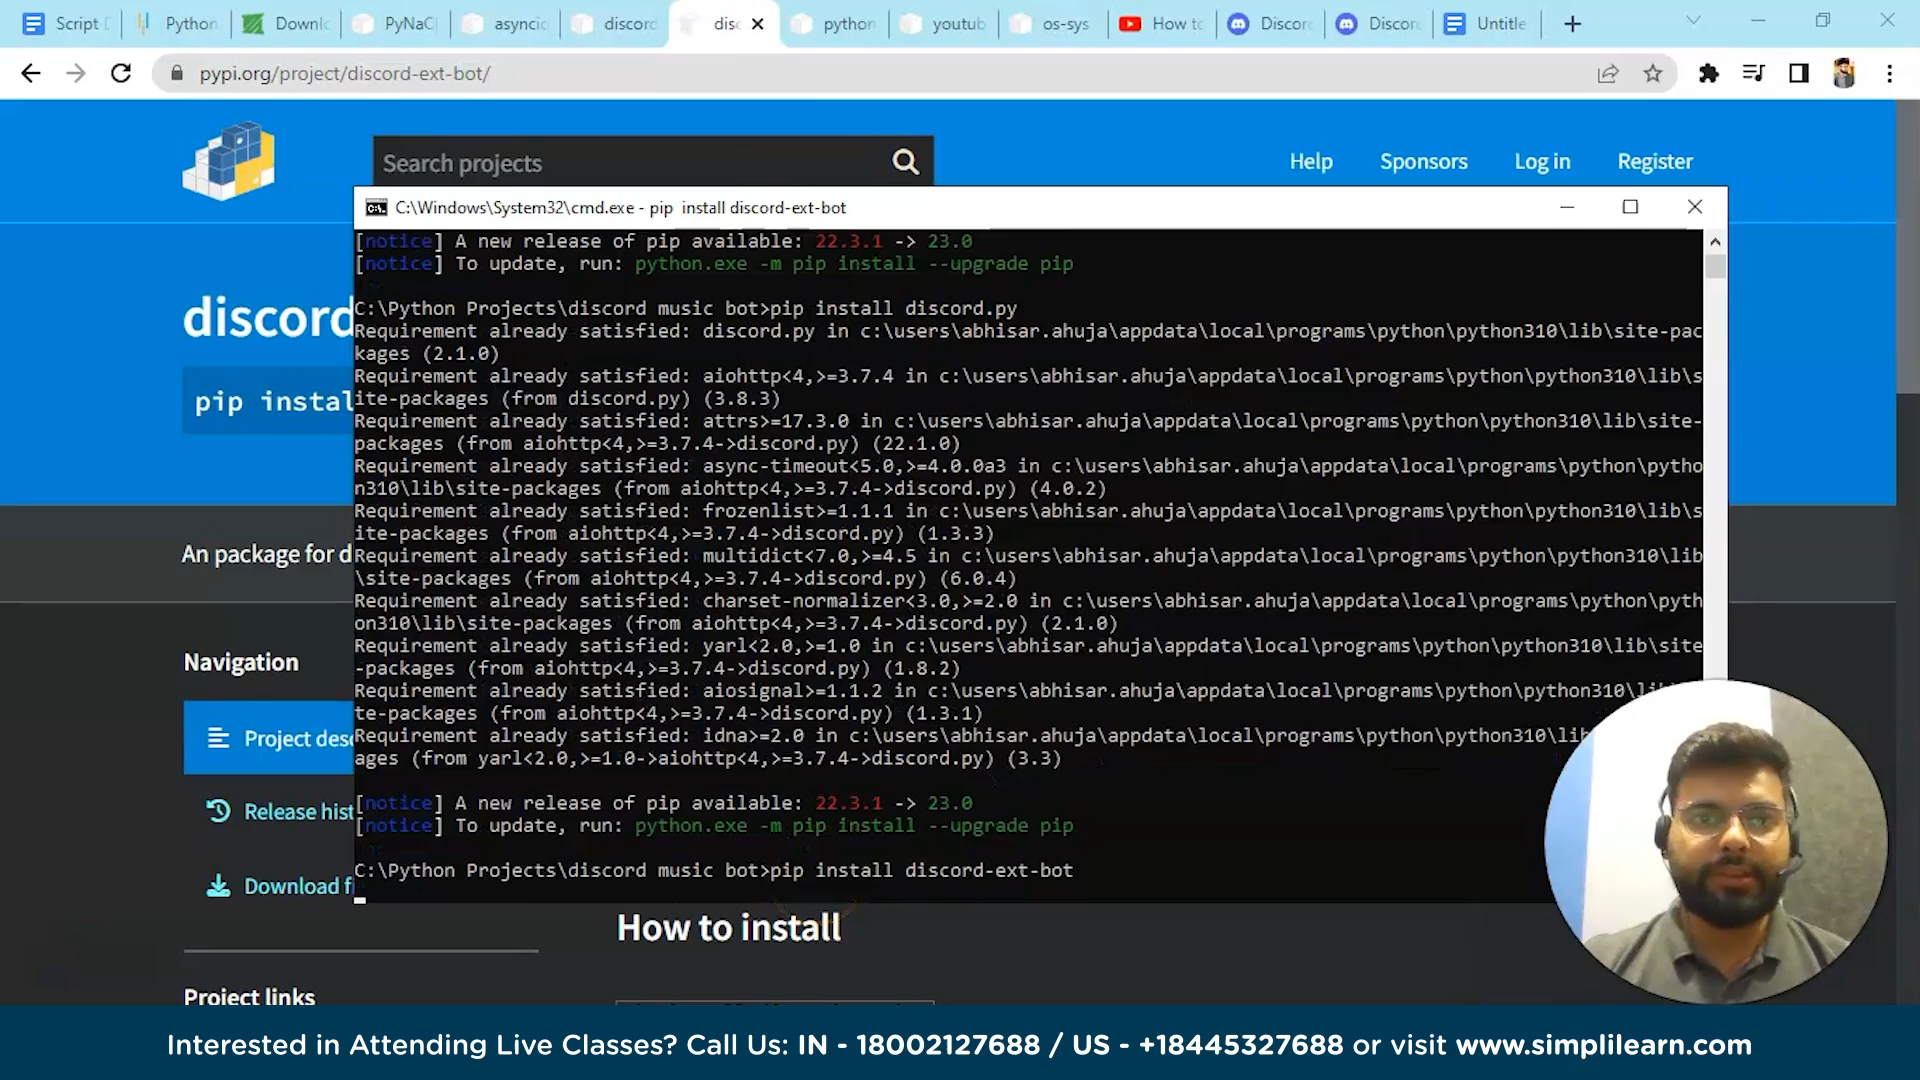 Script
Python
Downl
PyNaC
asyncio
discord
disc
python
youtub
os-sys
How to
Discor
Discor
Untitle
pypi.org/project/discord-ext-bot/
Search projects
Help
Sponsors
Log in
Register
C:\Windows\System32\cmd.exe - pip  install discord-ext-bot
[notice] A new release of pip available: 22.3.1 -> 23.0
[notice] To update, run: python.exe -m pip install --upgrade pip
C:\Python Projects\discord music bot>pip install discord.py
Requirement already satisfied: discord.py in c:\users\abhisar.ahuja\appdata\local\programs\python\python310\lib\site-pac
kages (2.1.0)
Requirement already satisfied: aiohttp<4,>=3.7.4 in c:\users\abhisar.ahuja\appdata\local\programs\python\python310\lib\s
ite-packages (from discord.py) (3.8.3)
Requirement already satisfied: attrs>=17.3.0 in c:\users\abhisar.ahuja\appdata\local\programs\python\python310\lib\site-
packages (from aiohttp<4,>=3.7.4->discord.py) (22.1.0)
Requirement already satisfied: async-timeout<5.0,>=4.0.0a3 in c:\users\abhisar.ahuja\appdata\local\programs\python\pytho
n310\lib\site-packages (from aiohttp<4,>=3.7.4->discord.py) (4.0.2)
Requirement already satisfied: frozenlist>=1.1.1 in c:\users\abhisar.ahuja\appdata\local\programs\python\python310\lib\s
ite-packages (from aiohttp<4,>=3.7.4->discord.py) (1.3.3)
Requirement already satisfied: multidict<7.0,>=4.5 in c:\users\abhisar.ahuja\appdata\local\programs\python\python310\lib
\site-packages (from aiohttp<4,>=3.7.4->discord.py) (6.0.4)
Requirement already satisfied: charset-normalizer<3.0,>=2.0 in c:\users\abhisar.ahuja\appdata\local\programs\python\pyth
on310\lib\site-packages (from aiohttp<4,>=3.7.4->discord.py) (2.1.0)
Requirement already satisfied: yarl<2.0,>=1.0 in c:\users\abhisar.ahuja\appdata\local\programs\python\python310\lib\site
-packages (from aiohttp<4,>=3.7.4->discord.py) (1.8.2)
Requirement already satisfied: aiosignal>=1.1.2 in c:\users\abhisar.ahuja\appdata\local\programs\python\python310\li
te-packages (from aiohttp<4,>=3.7.4->discord.py) (1.3.1)
Requirement already satisfied: idna>=2.0 in c:\users\abhisar.ahuja\appdata\local\programs\python\python310\lib
ages (from yarl<2.0,>=1.0->aiohttp<4,>=3.7.4->discord.py) (3.3)
[notice] A new release of pip available: 22.3.1 -> 23.0
[notice] To update, run: python.exe -m pip install --upgrade pip
C:\Python Projects\discord music bot>pip install discord-ext-bot
discord
pip instal
An package for d
Navigation
Project desc
Release hist
Download f
Project links
How to install
Interested in Attending Live Classes? Call Us: IN - 18002127688 / US - +18445327688 or visit www.simplilearn.com